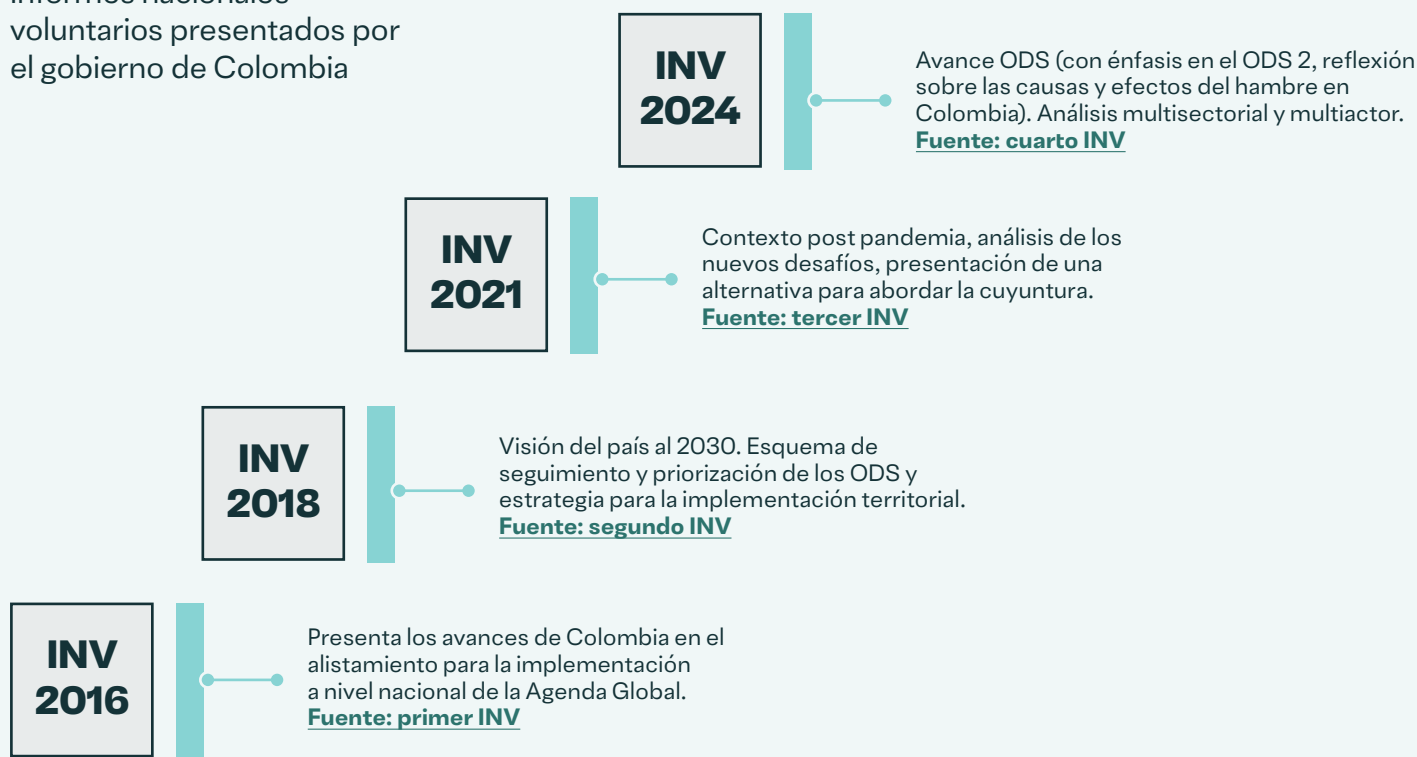 informes nacionales
voluntarios presentados por
el gobierno de Colombia
INV
2024
Avance ODS (con énfasis en el ODS 2, reflexión
sobre las causas y efectos del hambre en
Colombia). Análisis multisectorial y multiactor.
Fuente: cuarto INV
INV
2021
Contexto post pandemia, análisis de los
nuevos desafíos, presentación de una
alternativa para abordar la cuyuntura.
Fuente: tercer INV
INV
2018
Visión del país al 2030. Esquema de
seguimiento y priorización de los ODS y
estrategia para la implementación territorial.
Fuente: segundo INV
INV
2016
Presenta los avances de Colombia en el
alistamiento para la implementación
a nivel nacional de la Agenda Global.
Fuente: primer INV